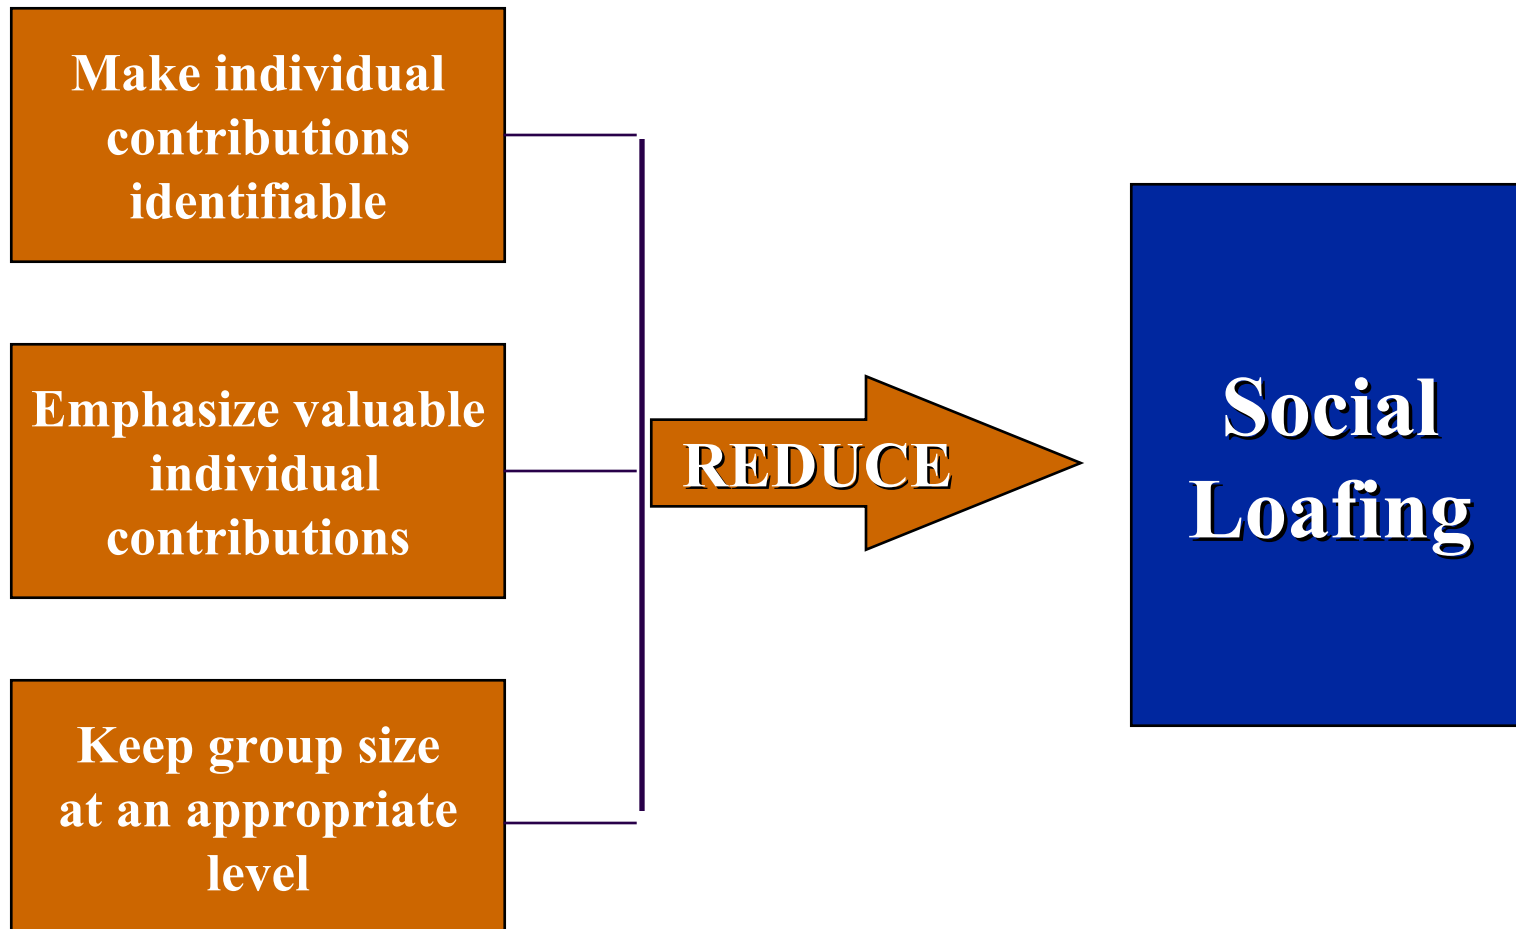 Make individual
contributions
identifiable
Emphasize valuable
individual
contributions
Keep group size
at an appropriate
level
REDUCE
Social
Loafing